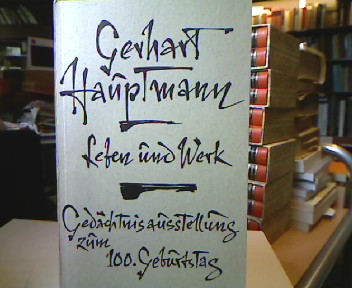 Gerhart
Hauptmann
Leben und Werk
Gedächtnisausstellung
zum
100. Geburtstag